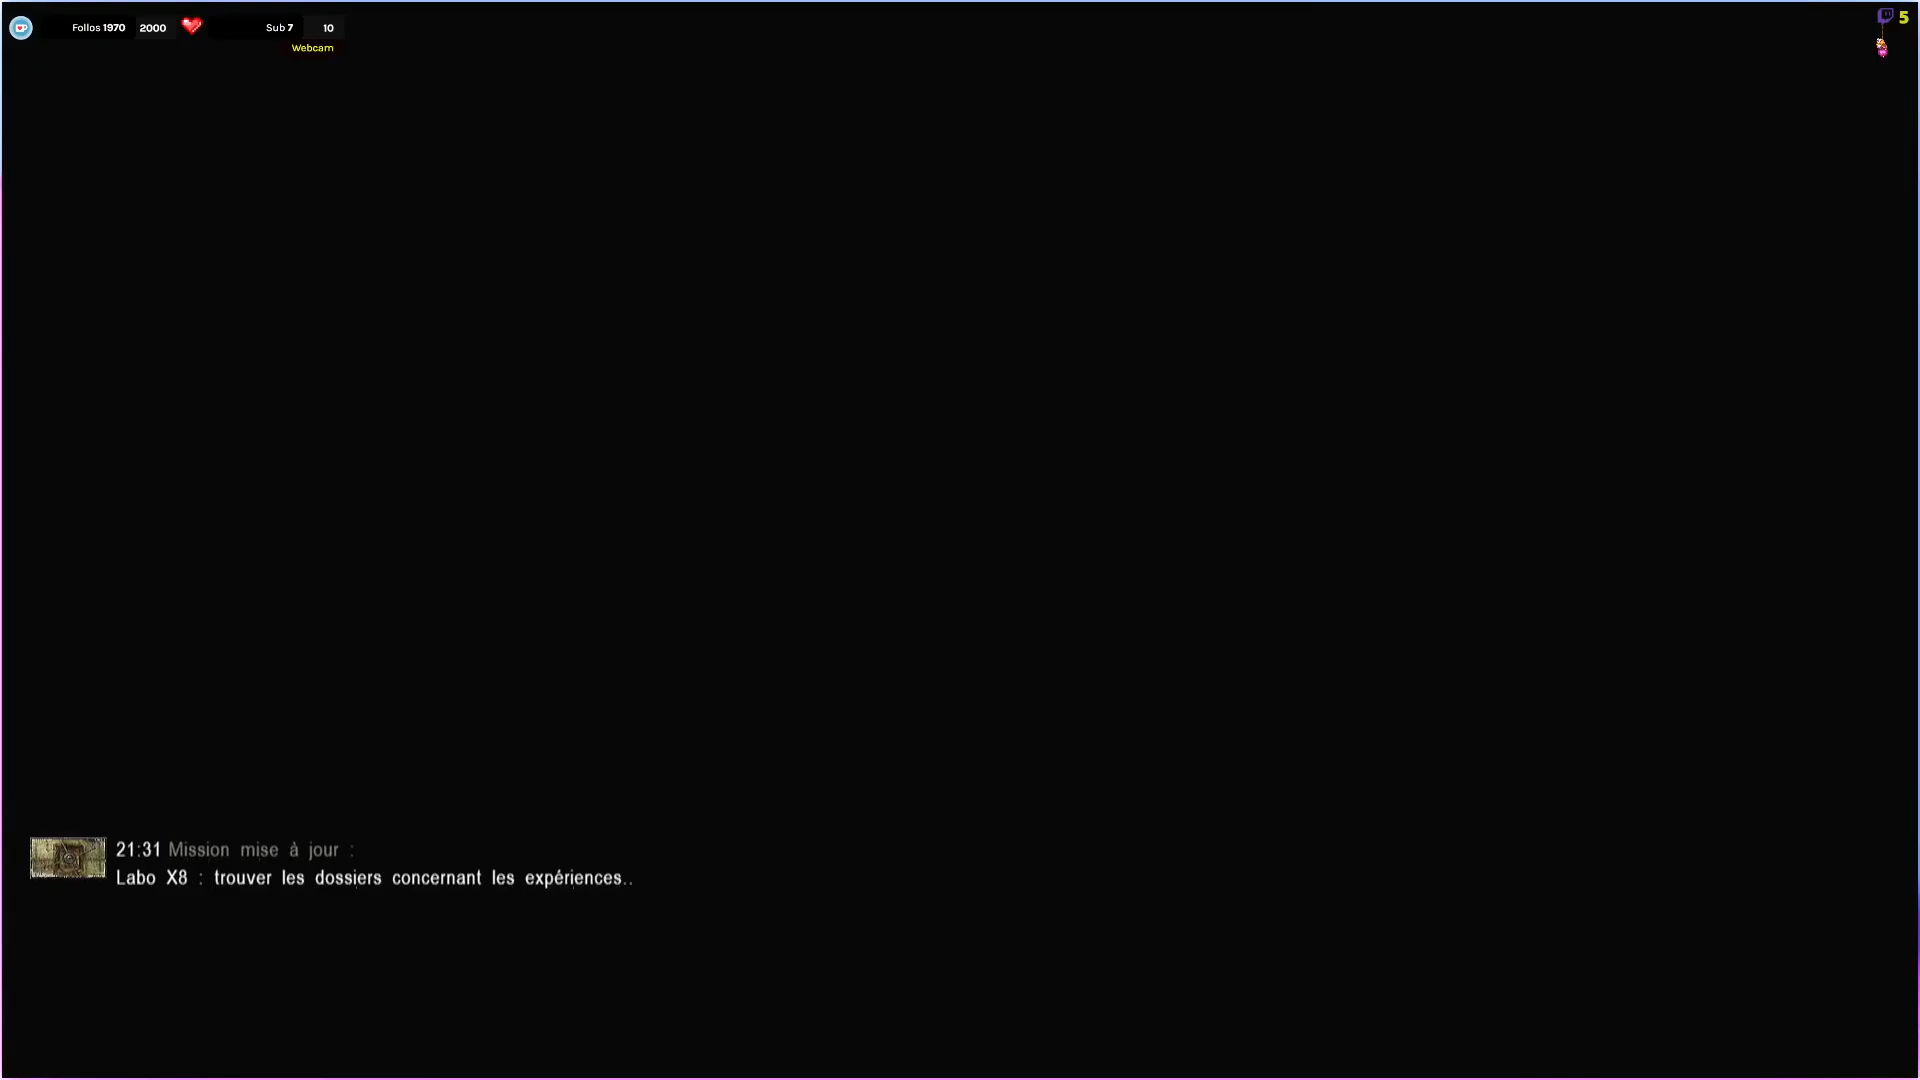 Follos 1970 2000 Sub 7 10
Webcam
5
21:31 Mission mise à jour :
Labo X8 : trouver les dossiers concernant les expériences..